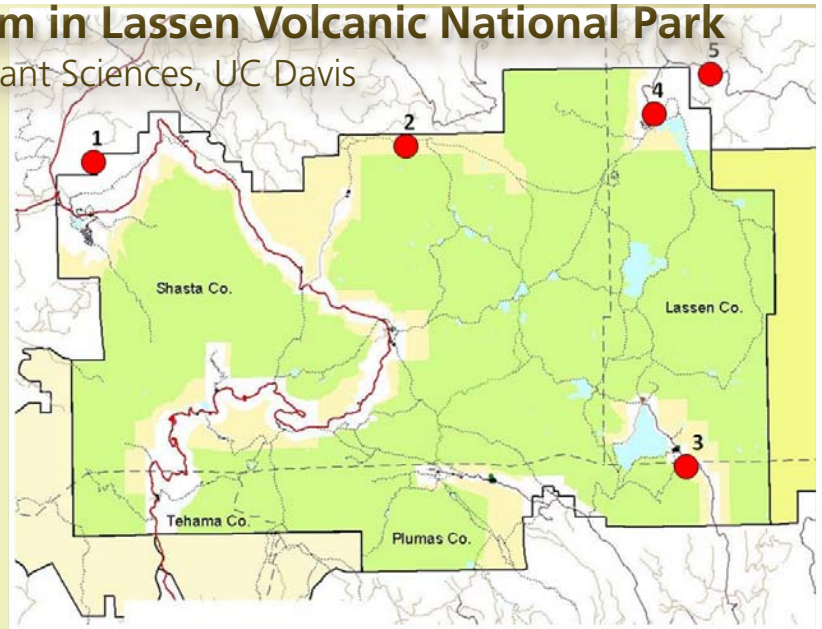 m in Lassen Volcanic National Park
ant Sciences, UC Davis
5
4
2
1
Shasta Co.
Lassen Co.
3
Tehama Co.
Plumas Co.